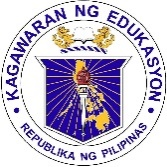 KAGAWARAN NG EDUKASYON
REPUBLIKA NG PILIPINAS